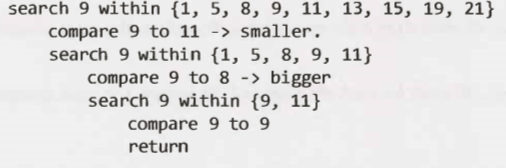 search 9 within {1, 5, 8, 9, 11, 13, 15, 19, 21}
compare 9 to 11 -> smaller.
search 9 within {1, 5, 8, 9, 11}
compare 9 to 8 -> bigger
search 9 within {9, 11}
compare 9 to 9
return